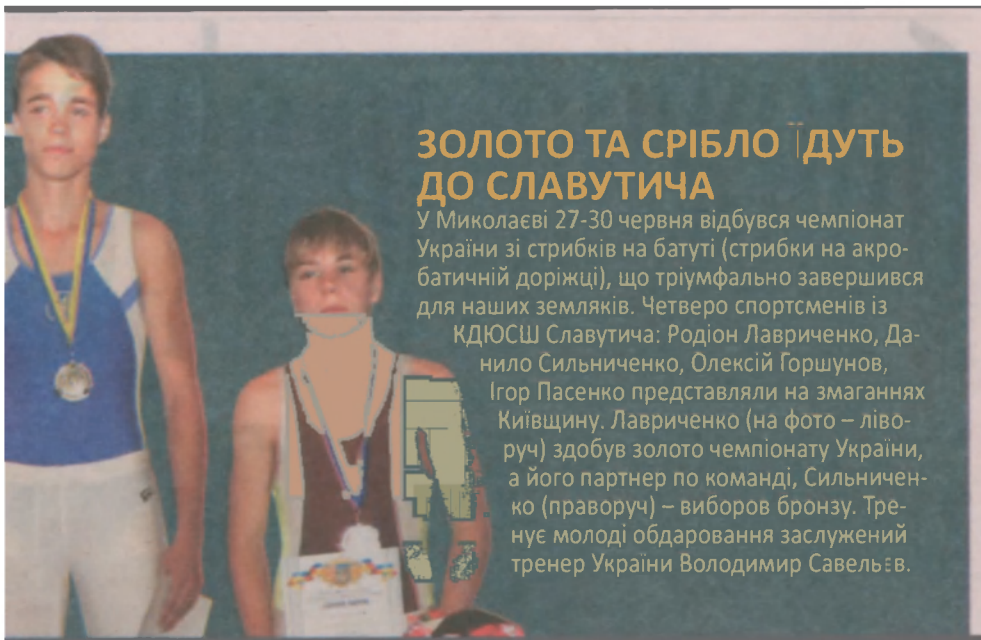 ЗОЛОТО ТА СРІБЛО ЇДУТЬ
ДО СЛАВУТИЧА
У Миколаєві 27-30 червня відбувся чемпіонат
України зі стрибків на батуті (стрибки на акро-
батичній доріжці), що тріумфально завершився
для наших земляків. Четверо спортсменів із
КДЮСШ Славутича: Родіон Лавриченко, Да-
нило Сильниченко, Олексій Горшунов,
Ігор Пасенко представляли на змаганнях
Київщину. Лавриченко (на фото – ліво-
руч) здобув золото чемпіонату України,
а його партнер по команді, Сильничен-
ко (праворуч) – виборов бронзу. Тре-
нує молоді обдаровання заслужений
тренер України Володимир Савельєв.